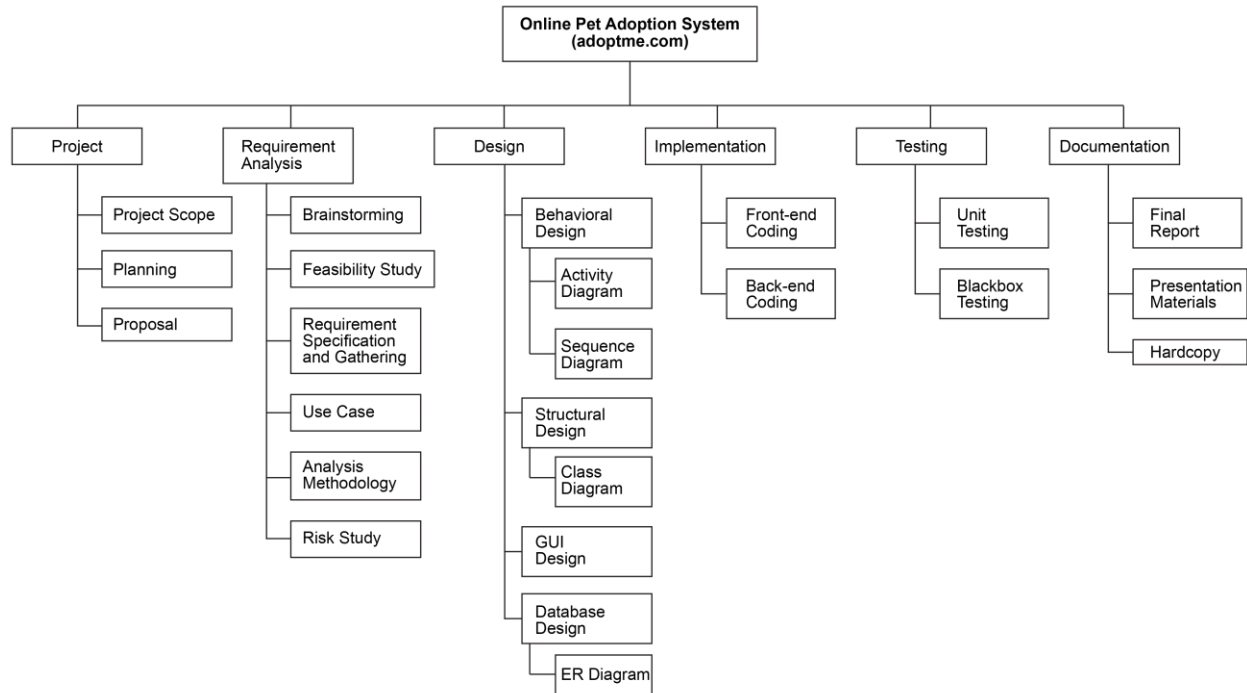 Online Pet Adoption System
(adoptme.com)
Project
Project Scope
Planning
Proposal
Requirement
Analysis
Brainstorming
Feasibility Study
Requirement
Specification
and Gathering
Use Case
Analysis
Methodology
Risk Study
Design
Behavioral
Design
Activity
Diagram
Sequence
Diagram
Structural
Design
Class
Diagram
GUI
Design
Database
Design
ER Diagram
Implementation
Front-end
Coding
Back-end
Coding
Testing
Unit
Testing
Blackbox
Testing
Documentation
Final
Report
Presentation
Materials
Hardcopy